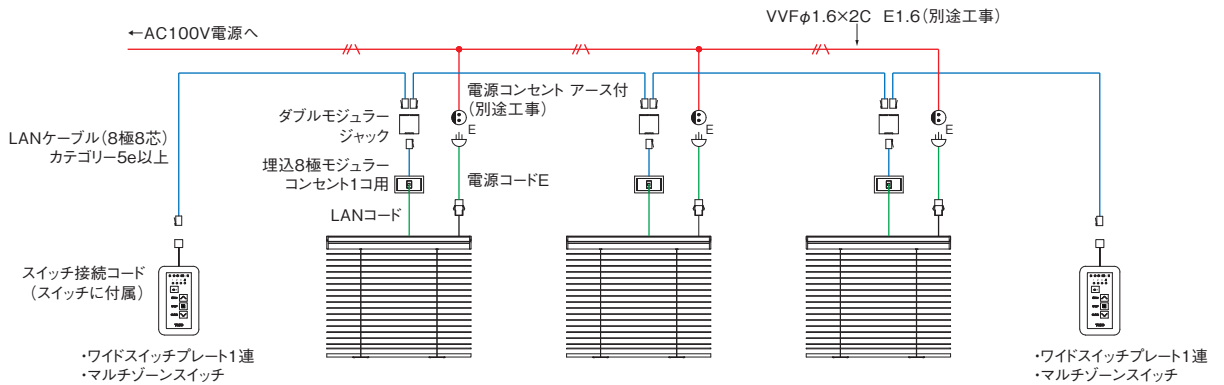 VVFφ1.6×2C E1.6(別途工事)
←AC100V電源へ
電源コンセント アース付
(別途工事)
ダブルモジュラー
ジャック
E
E
E
LANケーブル(8極8芯)
カテゴリー5e以上
埋込8極モジュラー
コンセント1コ用
電源コードE
LANコード
スイッチ接続コード
(スイッチに付属)
・ワイドスイッチプレート1連
・マルチゾーンスイッチ
・ワイドスイッチプレート1連
・マルチゾーンスイッチ